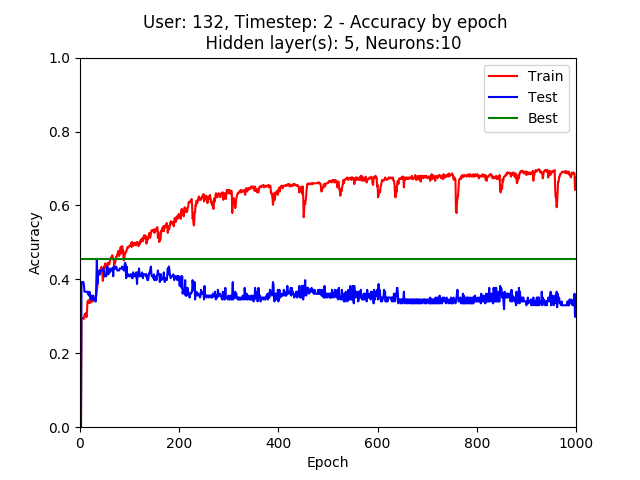 User: 132, Timestep: 2 - Accuracy by epoch
Hidden layer(s): 5, Neurons:10
Train
Test
Best
Accuracy
1.0
0.8
0.6
0.4
0.2
0.0
0 200 400 600 800 1000
Epoch